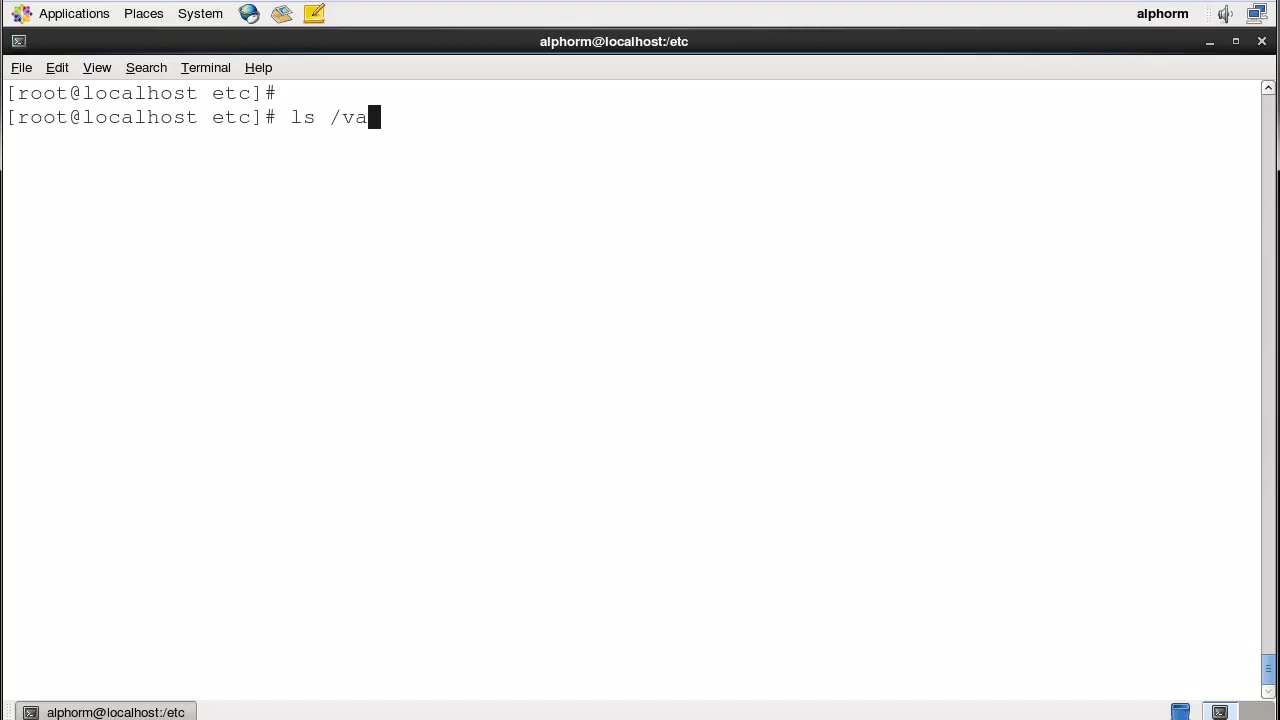 Applications Places System alphorm
alphorm@localhost:/etc
File Edit View Search Terminal Help
[root@localhost etc]#
[root@localhost etc]# ls /va
alphorm@localhost:/etc